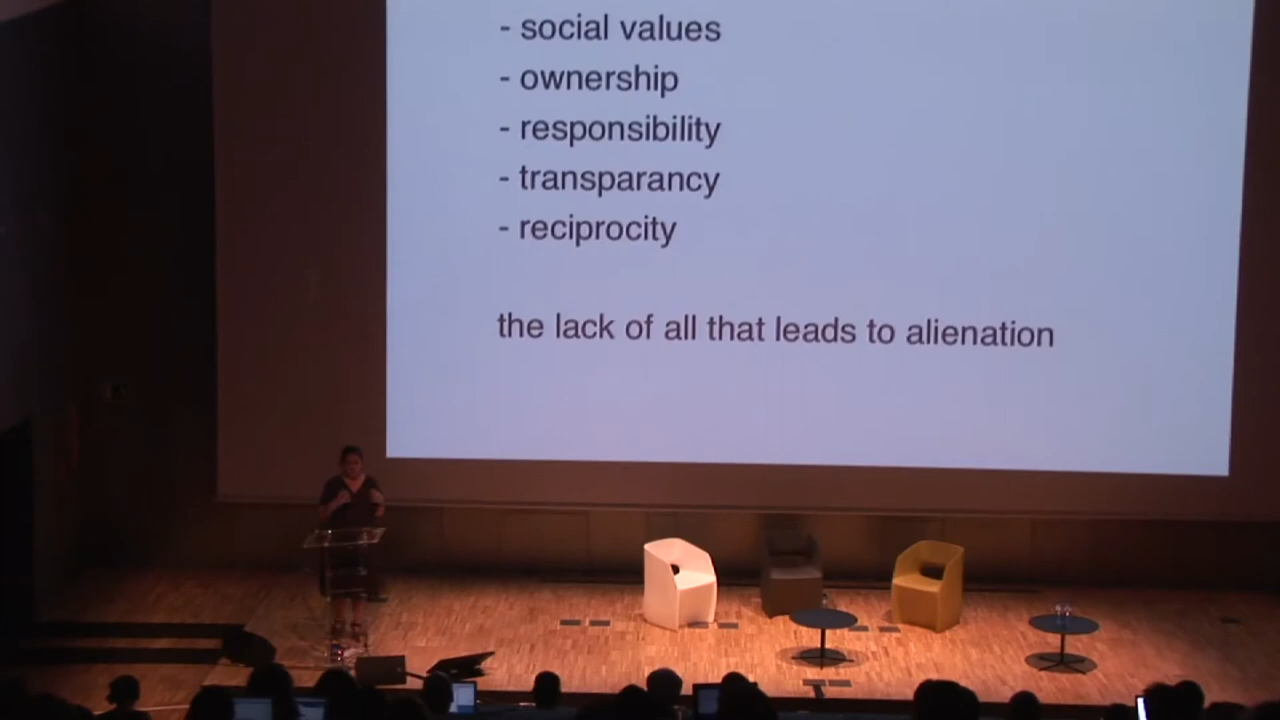 - social values
- ownership
- responsibility
- transparancy
- reciprocity
the lack of all that leads to alienation